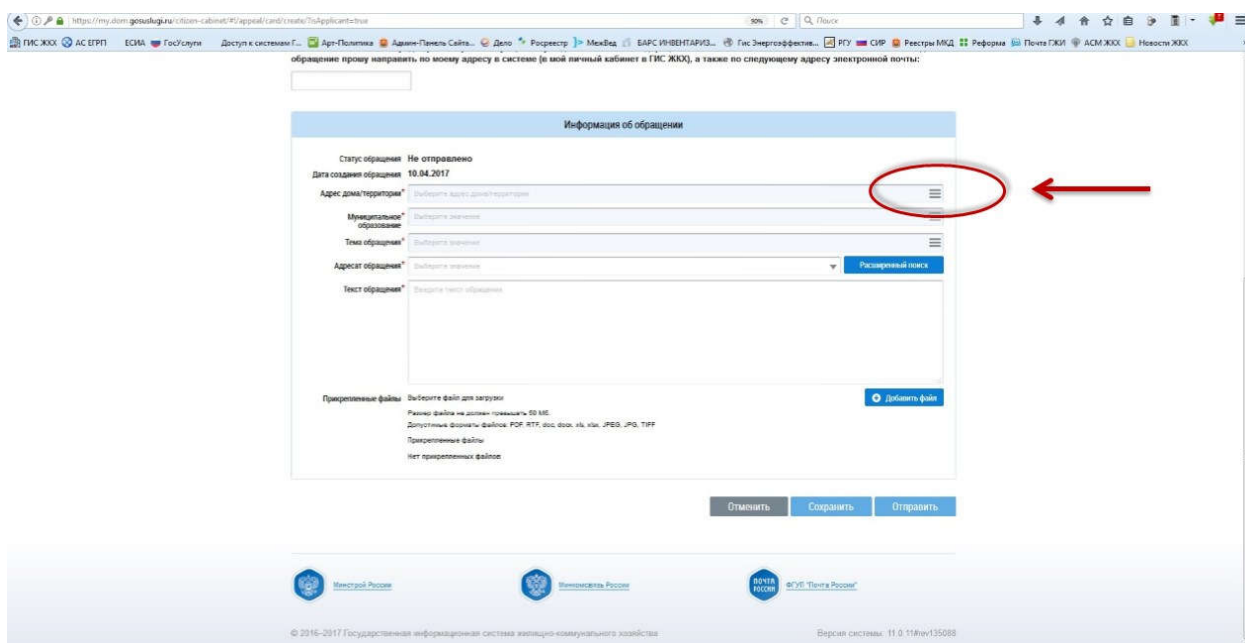 https://my.dom.gosuslugi.ru/citizen-cabinet/#!/appeal/card/create/?isApplicant=true
90%
Поиск
ГИС ЖКХ АС ЕГРП ЕСИА ГосУслуги Доступ к системам Г... Арт-Политика Админ-Панель Сайта... Дело Росреестр МежВед БАРС ИНВЕНТАРИЗ... Гис Энергоэффектив... РГУ СИР Реестры МКД Реформа Почта ГЖИ АСМ ЖКХ Новости ЖКХ
обращение прошу направить по моему адресу в системе (в мой личный кабинет в ГИС ЖКХ), а также по следующему адресу электронной почты:
Информация об обращении
Статус обращения Не отправлено
Дата создания обращения 10.04.2017
Адрес дома/территории* Выберите адрес дома/территории
Муниципальное* Выберите значение
образование
Тема обращения* Выберите значение
Адресат обращения* Выберите значение Расширенный поиск
Текст обращения* Введите текст обращения
Прикрепленные файлы Выберите файл для загрузки Добавить файл
Размер файла не должен превышать 50 Мб.
Допустимые форматы файлов: PDF, RTF, doc, docx, xls, xlsx, JPEG, JPG, TIFF
Прикрепленные файлы
Нет прикрепленных файлов
Отменить Сохранить Отправить
Минстрой России
Минкомсвязь России
ПОЧТА РОССИИ
ФГУП "Почта России"
© 2016–2017 Государственная информационная система жилищно-коммунального хозяйства
Версия системы: 11.0.11#rev135088